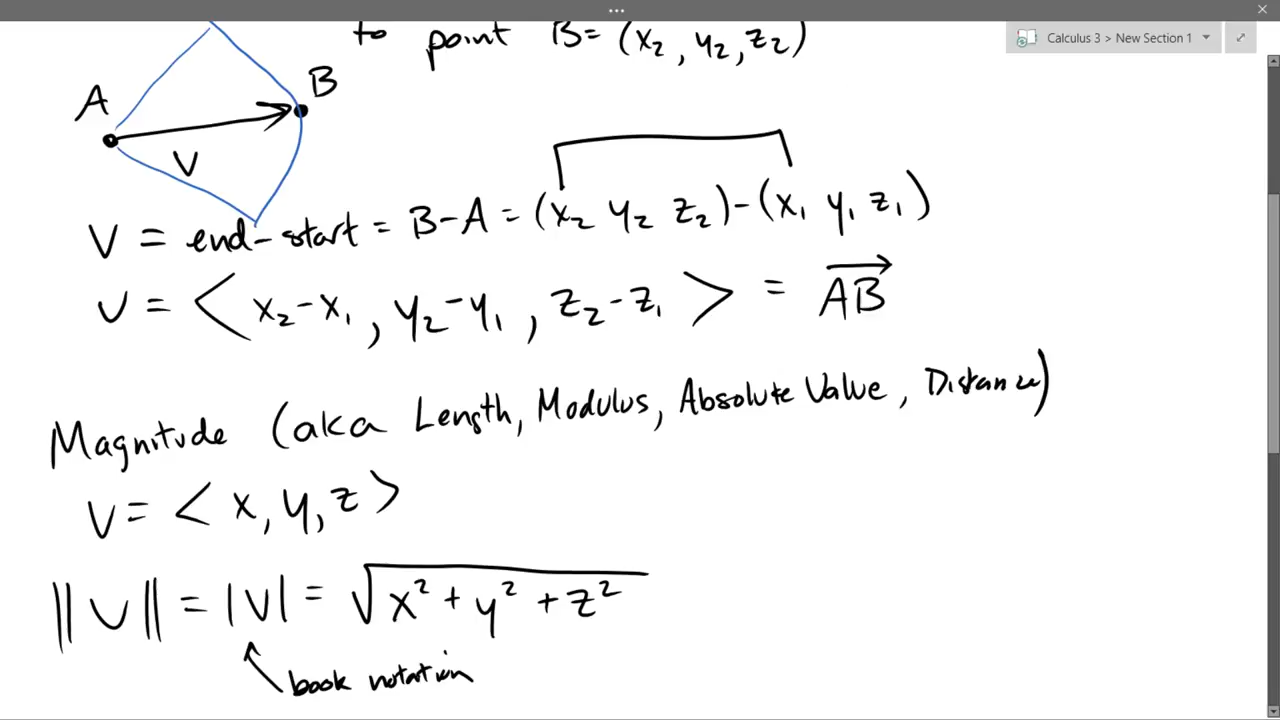 Calculus 3 > New Section 1
to point B = (x₂, y₂, z₂)
A
B
V
V = end - start = B-A = (x₂ y₂ z₂) - (x₁ y₁ z₁)
V = < x₂-x₁, y₂-y₁, z₂-z₁ > = \overrightarrow{AB}
Magnitude (aka Length, Modulus, Absolute Value, Distance)
V = < x, y, z >
||V|| = |V| = √(x² + y² + z²)
book notation